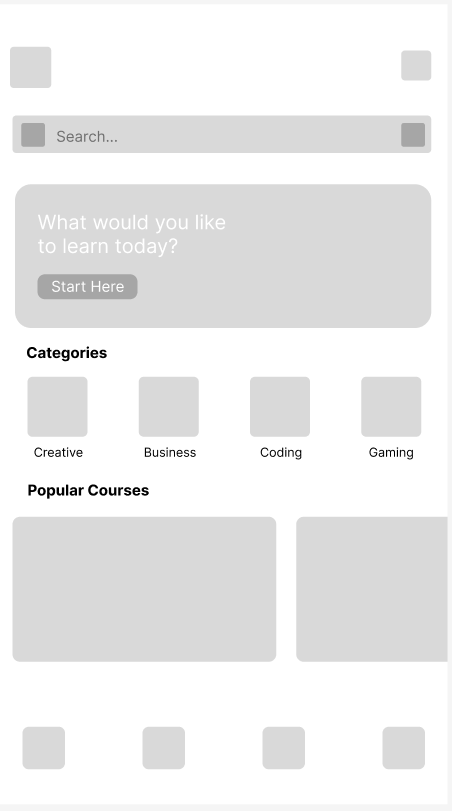 Search...
What would you like
to learn today?
Start Here
Categories
Creative Business Coding Gaming
Popular Courses